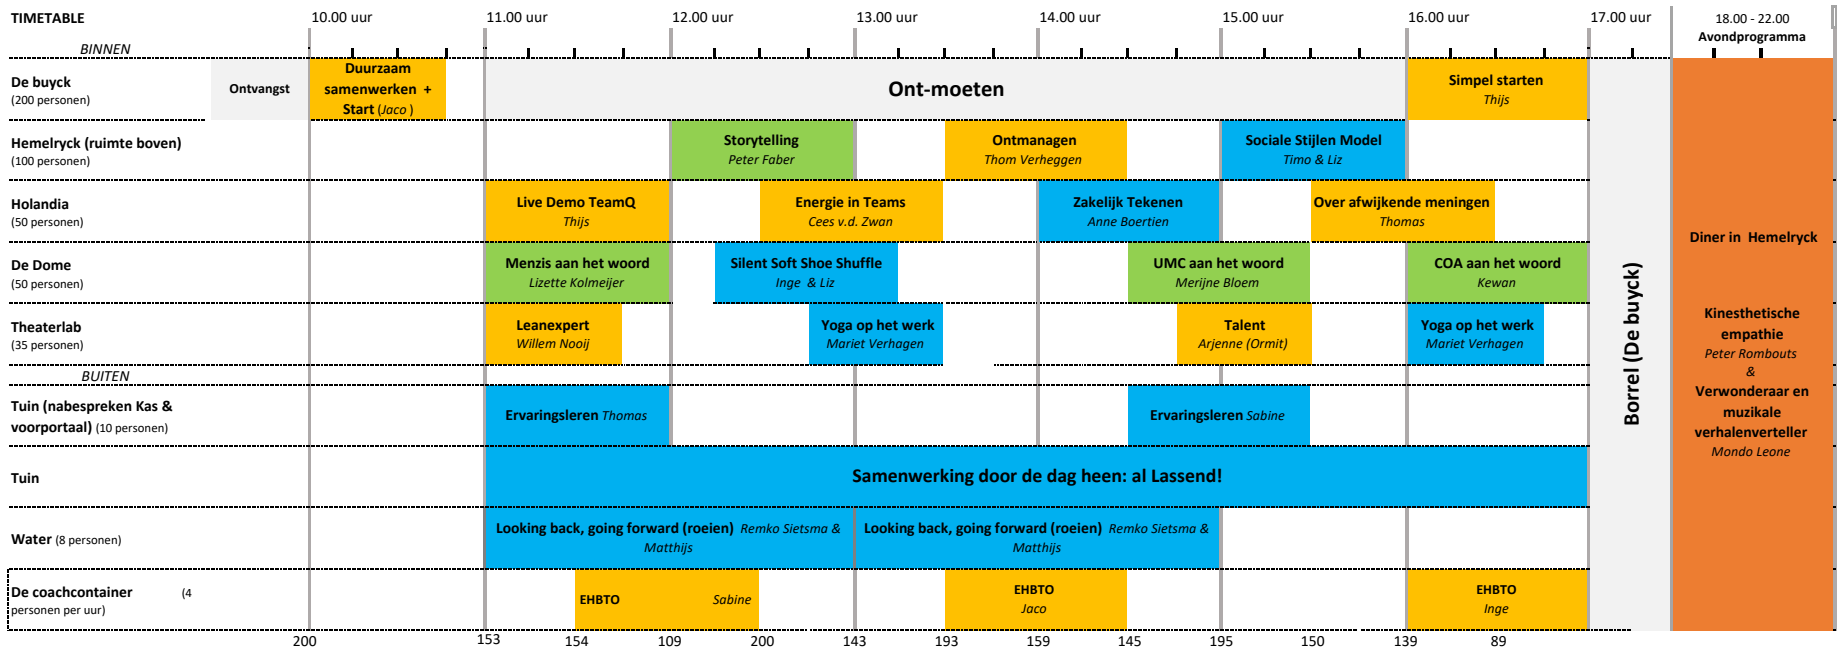 TIMETABLE 10.00 uur 11.00 uur 12.00 uur 13.00 uur 14.00 uur 15.00 uur 16.00 uur 17.00 uur 18.00 - 22.00
Avondprogramma
BINNEN
De buyck
(200 personen)
Ontvangst
Duurzaam
samenwerken +
Start (Jaco )
Ont-moeten
Simpel starten
Thijs
Hemelryck (ruimte boven)
(100 personen)
Storytelling
Peter Faber
Ontmanagen
Thom Verheggen
Sociale Stijlen Model
Timo & Liz
Holandia
(50 personen)
Live Demo TeamQ
Thijs
Energie in Teams
Cees v.d. Zwan
Zakelijk Tekenen
Anne Boertien
Over afwijkende meningen
Thomas
De Dome
(50 personen)
Menzis aan het woord
Lizette Kolmeijer
Silent Soft Shoe Shuffle
Inge & Liz
UMC aan het woord
Merijne Bloem
COA aan het woord
Kewan
Theaterlab
(35 personen)
Leanexpert
Willem Nooij
Yoga op het werk
Mariet Verhagen
Talent
Arjenne (Ormit)
Yoga op het werk
Mariet Verhagen
BUITEN
Tuin (nabespreken Kas &
voorportaal) (10 personen)
Ervaringsleren Thomas
Ervaringsleren Sabine
Tuin
Samenwerking door de dag heen: al Lassend!
Water (8 personen)
Looking back, going forward (roeien) Remko Sietsma &
Matthijs
Looking back, going forward (roeien) Remko Sietsma &
Matthijs
De coachcontainer (4
personen per uur)
EHBTO Sabine
EHBTO
Jaco
EHBTO
Inge
Borrel (De buyck)
Diner in Hemelryck
Kinesthetische
empathie
Peter Rombouts
&
Verwonderaar en
muzikale
verhalenverteller
Mondo Leone
200 153 154 109 200 143 193 159 145 195 150 139 89